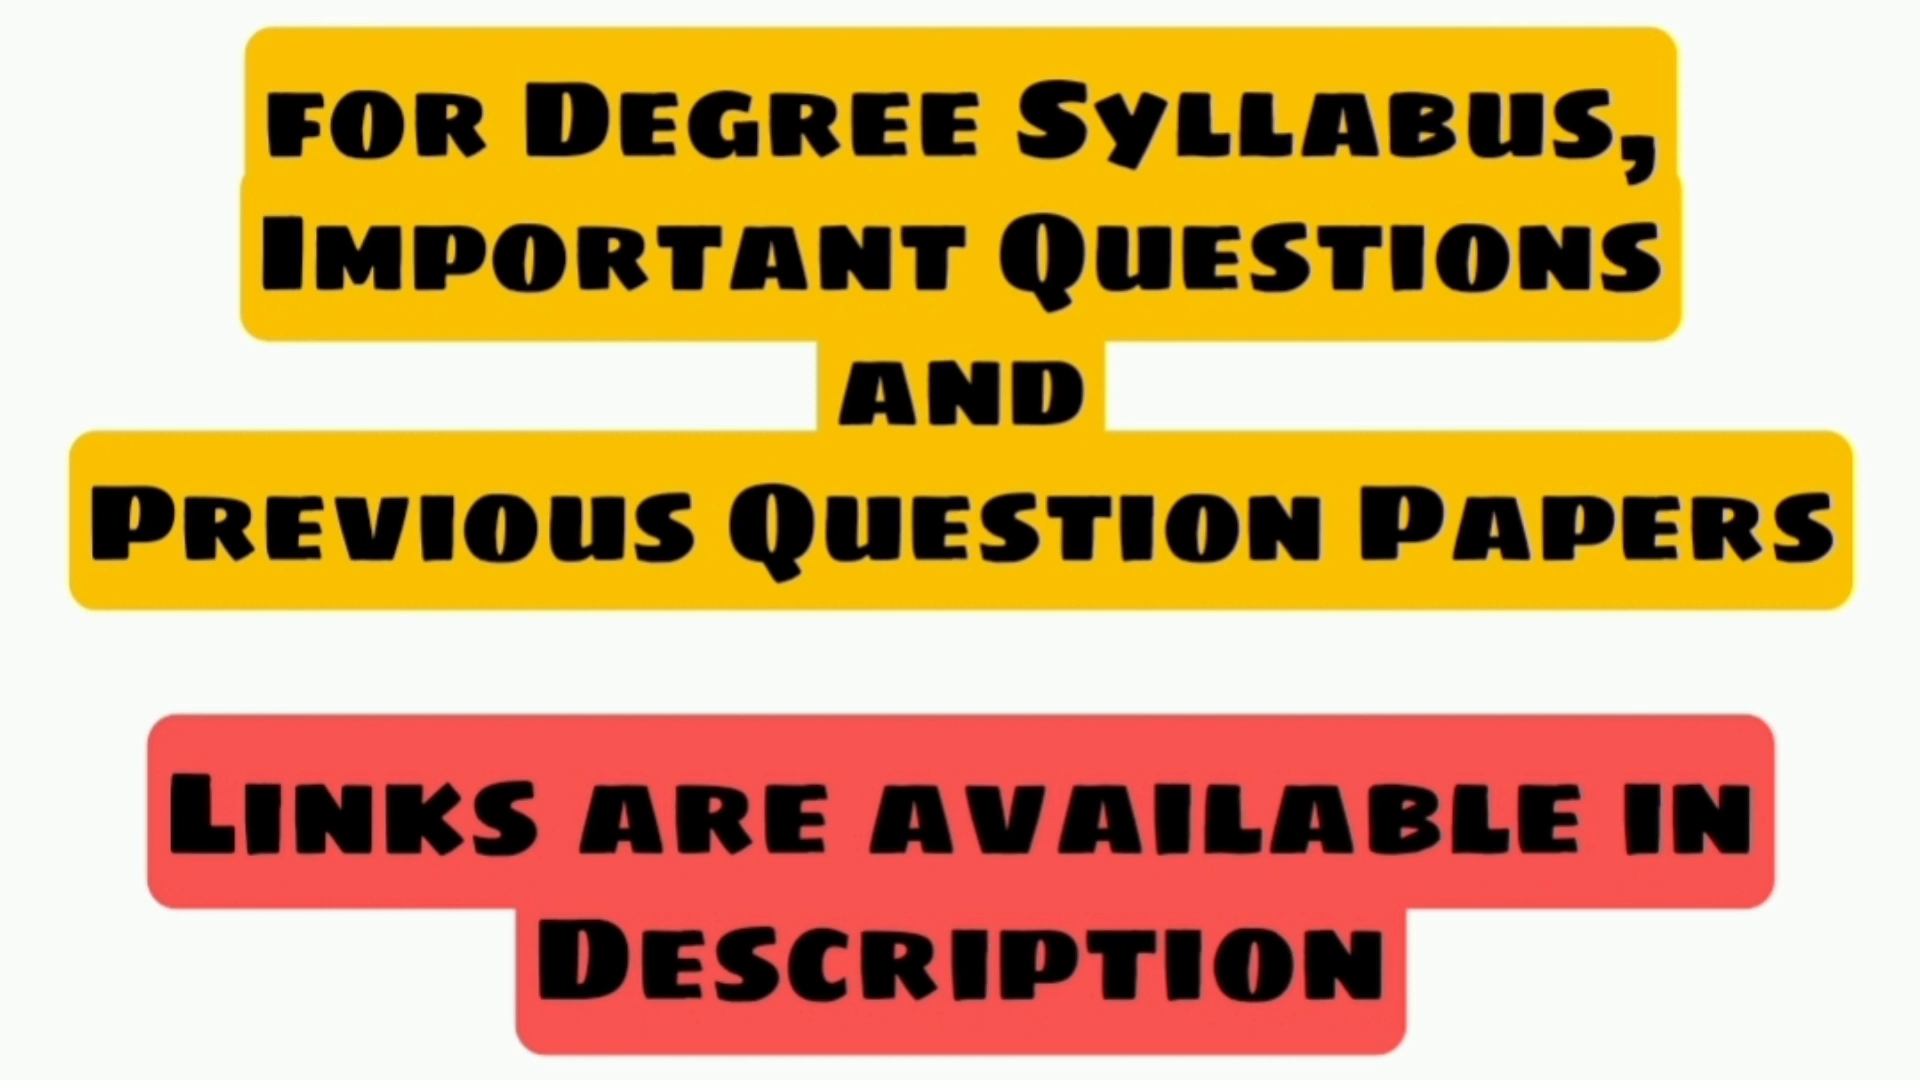 for Degree Syllabus,
Important Questions
and
Previous Question Papers
Links are available in
Description